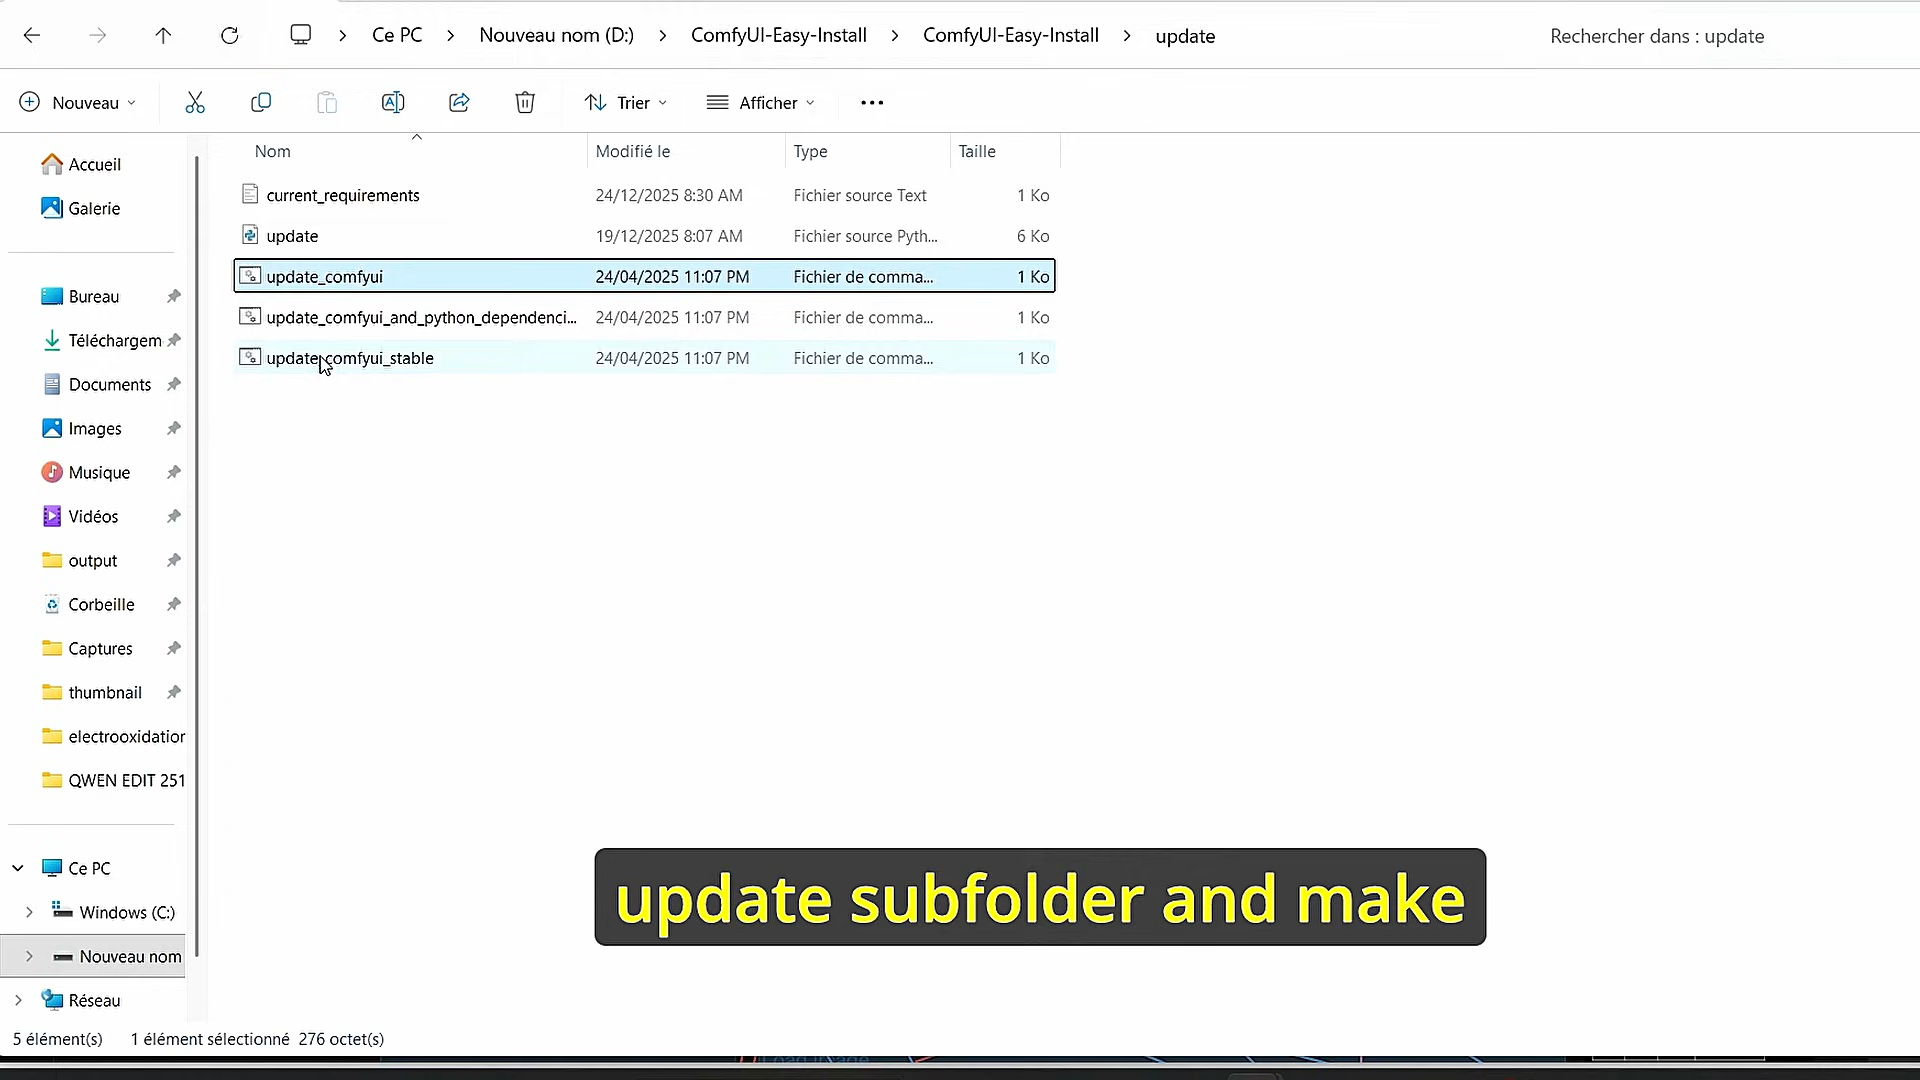 Ce PC
Nouveau nom (D:)
ComfyUI-Easy-Install
ComfyUI-Easy-Install
update
Rechercher dans : update
Nouveau
Trier
Afficher
Nom
Modifié le
Type
Taille
current_requirements
24/12/2025 8:30 AM
Fichier source Text
1 Ko
update
19/12/2025 8:07 AM
Fichier source Pyth...
6 Ko
update_comfyui
24/04/2025 11:07 PM
Fichier de comma...
1 Ko
update_comfyui_and_python_dependenci...
24/04/2025 11:07 PM
Fichier de comma...
1 Ko
update_comfyui_stable
24/04/2025 11:07 PM
Fichier de comma...
1 Ko
Accueil
Galerie
Bureau
Téléchargem
Documents
Images
Musique
Vidéos
output
Corbeille
Captures
thumbnail
electrooxidation
QWEN EDIT 251
Ce PC
Windows (C:)
Nouveau nom
Réseau
update subfolder and make
5 élément(s)
1 élément sélectionné 276 octet(s)